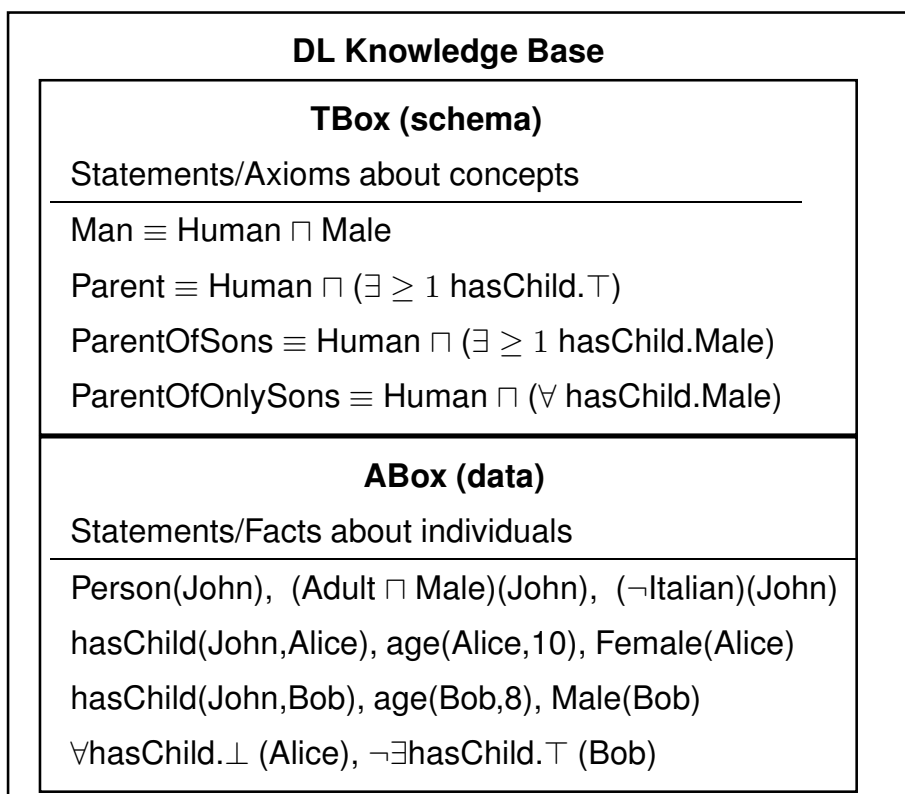 DL Knowledge Base
TBox (schema)
Statements/Axioms about concepts
Man ≡ Human ⊓ Male
Parent ≡ Human ⊓ (∃ ≥ 1 hasChild.⊤)
ParentOfSons ≡ Human ⊓ (∃ ≥ 1 hasChild.Male)
ParentOfOnlySons ≡ Human ⊓ (∀ hasChild.Male)
ABox (data)
Statements/Facts about individuals
Person(John), (Adult ⊓ Male)(John), (¬Italian)(John)
hasChild(John,Alice), age(Alice,10), Female(Alice)
hasChild(John,Bob), age(Bob,8), Male(Bob)
∀hasChild.⊥ (Alice), ¬∃hasChild.⊤ (Bob)